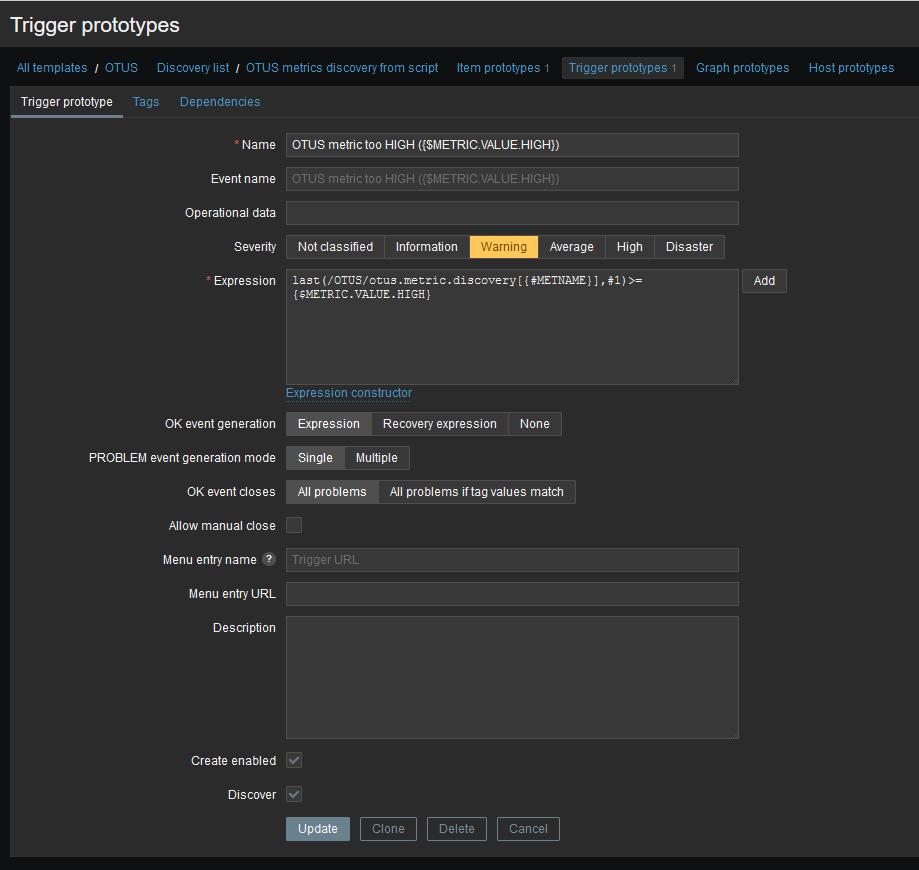 Trigger prototypes
All templates / OTUS Discovery list / OTUS metrics discovery from script Item prototypes 1 Trigger prototypes 1 Graph prototypes Host prototypes
Trigger prototype Tags Dependencies
* Name OTUS metric too HIGH ({$METRIC.VALUE.HIGH})
Event name OTUS metric too HIGH ({$METRIC.VALUE.HIGH})
Operational data
Severity Not classified Information Warning Average High Disaster
* Expression last(/OTUS/otus.metric.discovery[{#METNAME}],#1)>= Add
{$METRIC.VALUE.HIGH}
Expression constructor
OK event generation Expression Recovery expression None
PROBLEM event generation mode Single Multiple
OK event closes All problems All problems if tag values match
Allow manual close
Menu entry name ? Trigger URL
Menu entry URL
Description
Create enabled
Discover
Update Clone Delete Cancel